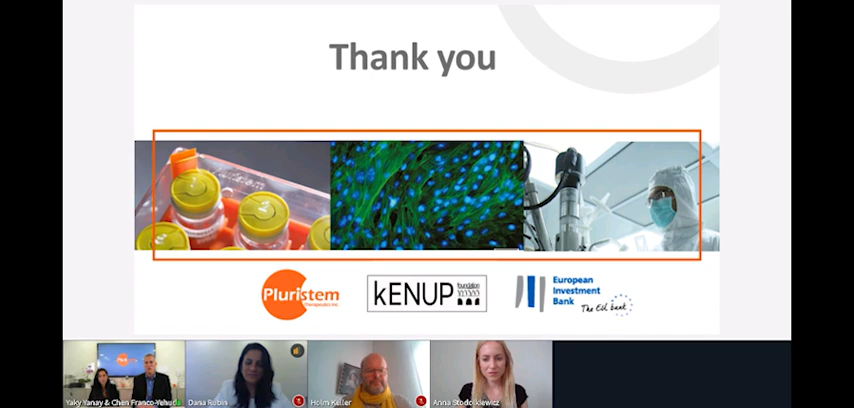 Thank you
Pluristem
Therapeutics Inc.
kENUP
foundation
European
Investment
Bank
The EU bank
Yaky Yanay & Chen Franco-Yehuda
Dana Rubin
Holm Keller
Anna Stodolkiewicz